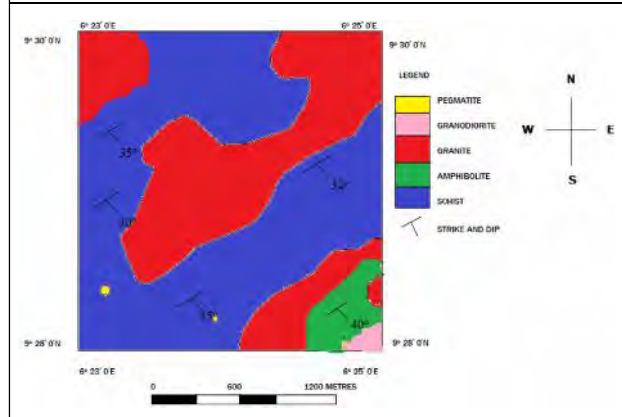 6° 23' 0'E
6° 25' 0'E
9° 30' 0'N
9° 30' 0'N
LEGEND
PEGMATITE
GRANODIORITE
GRANITE
AMPHIBOLITE
SCHIST
STRIKE AND DIP
N
W
E
S
35°
30°
35°
40°
9° 28' 0'N
9° 28' 0'N
6° 23' 0'E
6° 25' 0'E
0
600
1200 METRES